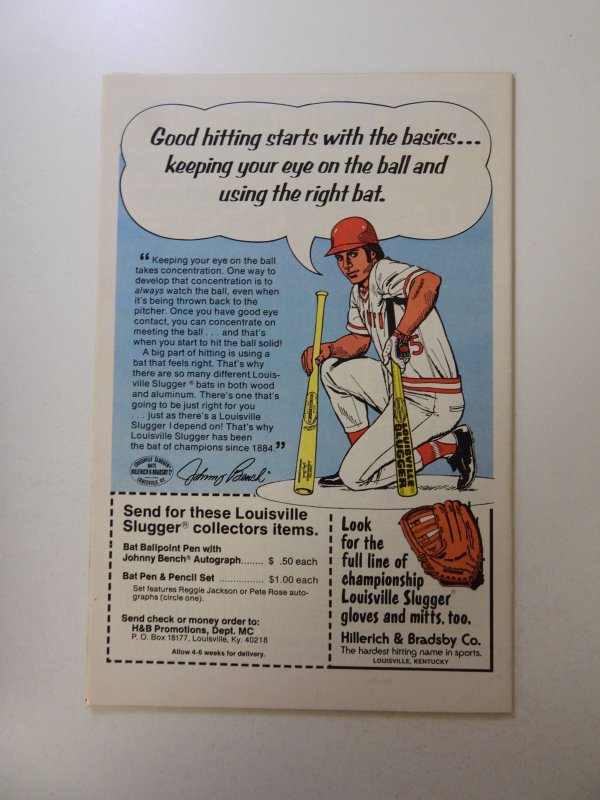 Good hitting starts with the basics...
keeping your eye on the ball and
using the right bat.
“Keeping your eye on the ball
takes concentration. One way to
develop that concentration is to
always watch the ball, even when
it's being thrown back to the
pitcher. Once you have good eye
contact, you can concentrate on
meeting the ball . . . and that's
when you start to hit the ball solid!
A big part of hitting is using a
bat that feels right. That's why
there are so many different Louis-
ville Slugger ® bats in both wood
and aluminum. There's one that's
going to be just right for you
. . . just as there's a Louisville
Slugger I depend on! That's why
Louisville Slugger has been
the bat of champions since 1884.”
LOUISVILLE SLUGGER
BATS
HILLERICH & BRADSBY Co
LOUISVILLE, KY.
Johnny Bench
5
LOUISVILLE
SLUGGER
Send for these Louisville
Slugger® collectors items.
Bat Ballpoint Pen with
Johnny Bench® Autograph........ $ .50 each
Bat Pen & Pencil Set ................ $1.00 each
Set features Reggie Jackson or Pete Rose auto-
graphs (circle one).
Send check or money order to:
H&B Promotions, Dept. MC
P. O. Box 18177, Louisville, Ky. 40218
Allow 4-6 weeks for delivery.
Look
for the
full line of
championship
Louisville Slugger®
gloves and mitts, too.
Hillerich & Bradsby Co.
The hardest hitting name in sports.
LOUISVILLE, KENTUCKY